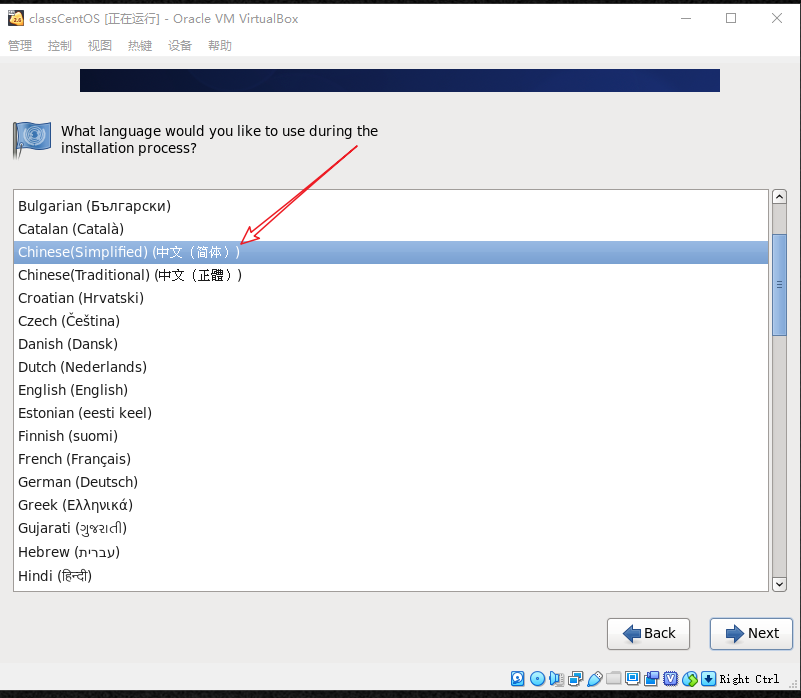 classCentOS [正在运行] - Oracle VM VirtualBox
管理 控制 视图 热键 设备 帮助
What language would you like to use during the
installation process?
Bulgarian (Български)
Catalan (Català)
Chinese(Simplified) (中文（简体）)
Chinese(Traditional) (中文（正體）)
Croatian (Hrvatski)
Czech (Čeština)
Danish (Dansk)
Dutch (Nederlands)
English (English)
Estonian (eesti keel)
Finnish (suomi)
French (Français)
German (Deutsch)
Greek (Ελληνικά)
Gujarati (ગુજરાતી)
Hebrew (עברית)
Hindi (हिन्दी)
Back Next
Right Ctrl